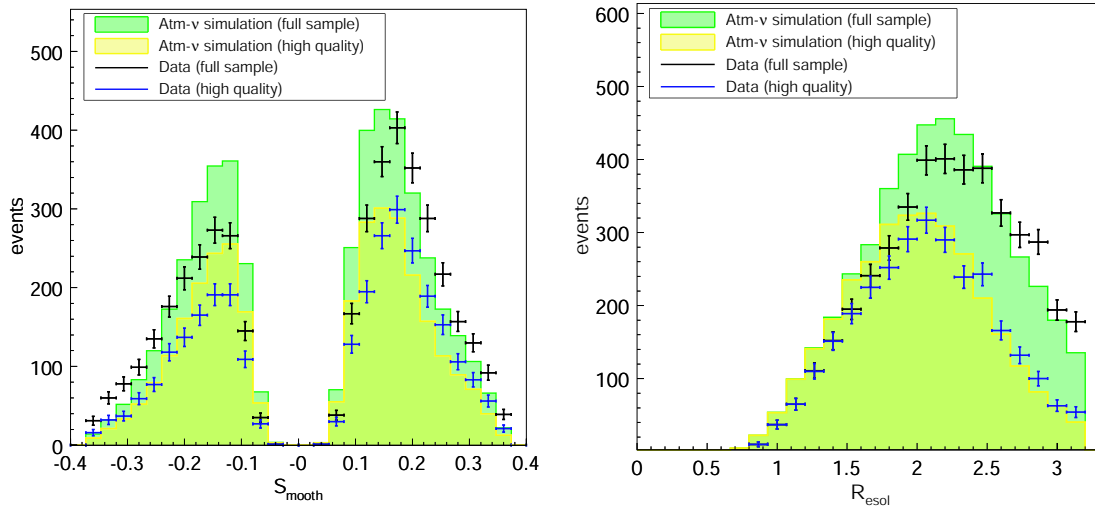 Atm-ν simulation (full sample)
Atm-ν simulation (high quality)
Data (full sample)
Data (high quality)
events
500
400
300
200
100
0
-0.4 -0.3 -0.2 -0.1 -0 0.1 0.2 0.3 0.4
Smooth
Atm-ν simulation (full sample)
Atm-ν simulation (high quality)
Data (full sample)
Data (high quality)
events
600
500
400
300
200
100
0 0.5 1 1.5 2 2.5 3
Resol